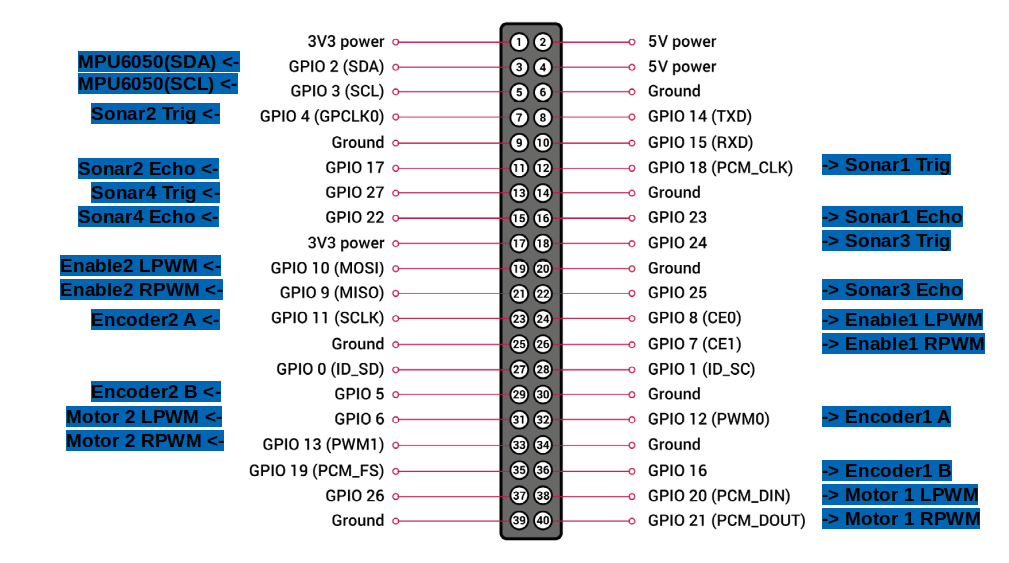 3V3 power 1 2 5V power
MPU6050(SDA) <- GPIO 2 (SDA) 3 4 5V power
MPU6050(SCL) <- GPIO 3 (SCL) 5 6 Ground
Sonar2 Trig <- GPIO 4 (GPCLK0) 7 8 GPIO 14 (TXD)
Ground 9 10 GPIO 15 (RXD)
Sonar2 Echo <- GPIO 17 11 12 GPIO 18 (PCM_CLK) -> Sonar1 Trig
Sonar4 Trig <- GPIO 27 13 14 Ground
Sonar4 Echo <- GPIO 22 15 16 GPIO 23 -> Sonar1 Echo
3V3 power 17 18 GPIO 24 -> Sonar3 Trig
Enable2 LPWM <- GPIO 10 (MOSI) 19 20 Ground
Enable2 RPWM <- GPIO 9 (MISO) 21 22 GPIO 25 -> Sonar3 Echo
Encoder2 A <- GPIO 11 (SCLK) 23 24 GPIO 8 (CE0) -> Enable1 LPWM
Ground 25 26 GPIO 7 (CE1) -> Enable1 RPWM
GPIO 0 (ID_SD) 27 28 GPIO 1 (ID_SC)
Encoder2 B <- GPIO 5 29 30 Ground
Motor 2 LPWM <- GPIO 6 31 32 GPIO 12 (PWM0) -> Encoder1 A
Motor 2 RPWM <- GPIO 13 (PWM1) 33 34 Ground
GPIO 19 (PCM_FS) 35 36 GPIO 16 -> Encoder1 B
GPIO 26 37 38 GPIO 20 (PCM_DIN) -> Motor 1 LPWM
Ground 39 40 GPIO 21 (PCM_DOUT) -> Motor 1 RPWM